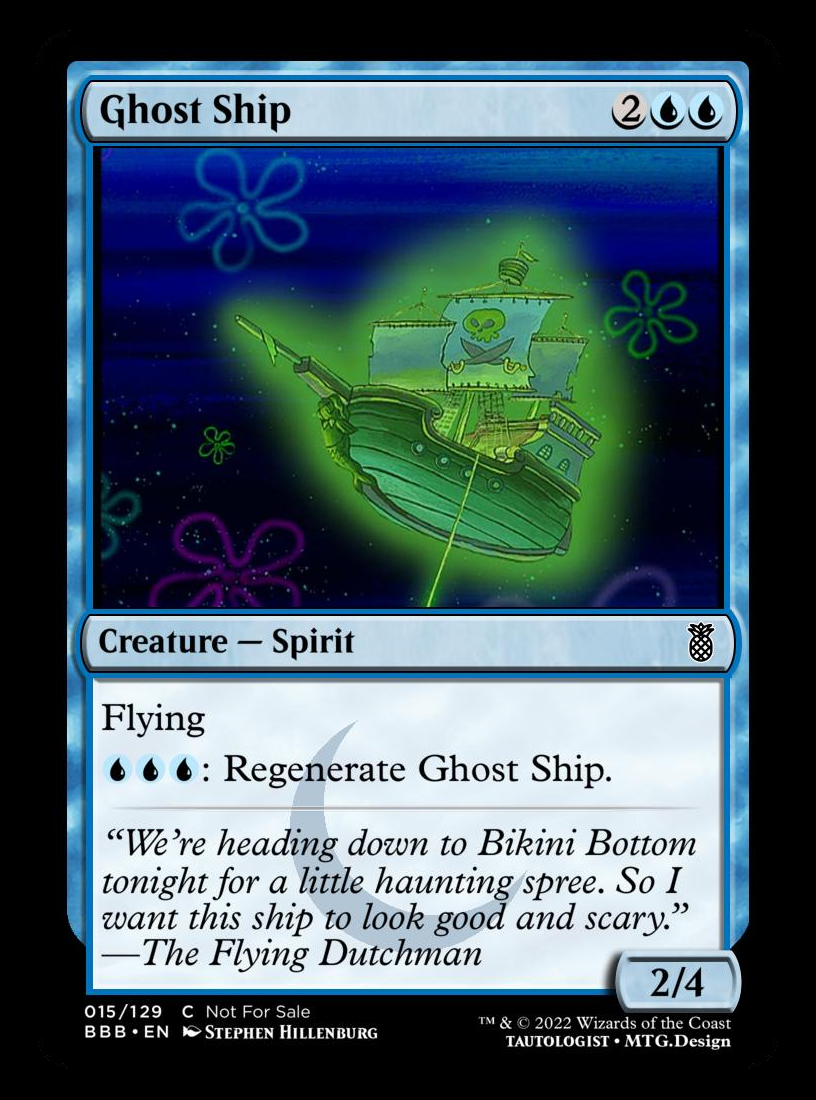 Ghost Ship 2
Creature — Spirit
Flying
: Regenerate Ghost Ship.
“We’re heading down to Bikini Bottom
tonight for a little haunting spree. So I
want this ship to look good and scary.”
—The Flying Dutchman
2/4
015/129 C Not For Sale
BBB • EN STEPHEN HILLENBURG
™ & © 2022 Wizards of the Coast
TAUTOLOGIST • MTG.Design